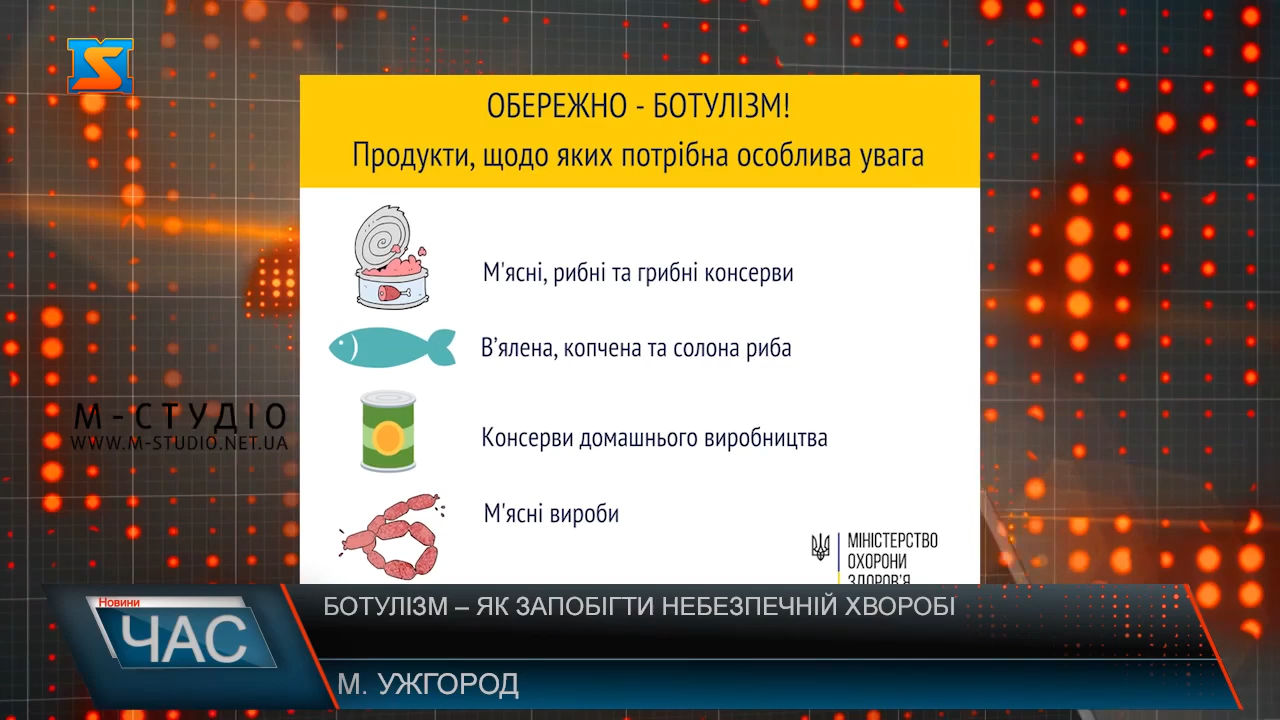 ОБЕРЕЖНО - БОТУЛІЗМ!
Продукти, щодо яких потрібна особлива увага
М'ясні, рибні та грибні консерви
В’ялена, копчена та солона риба
М-СТУДІО
WWW.M-STUDIO.NET.UA
Консерви домашнього виробництва
М'ясні вироби
МІНІСТЕРСТВО
ОХОРОНИ
ЗДОРОВ'Я
Новини
ЧАС
БОТУЛІЗМ – ЯК ЗАПОБІГТИ НЕБЕЗПЕЧНІЙ ХВОРОБІ
М. УЖГОРОД